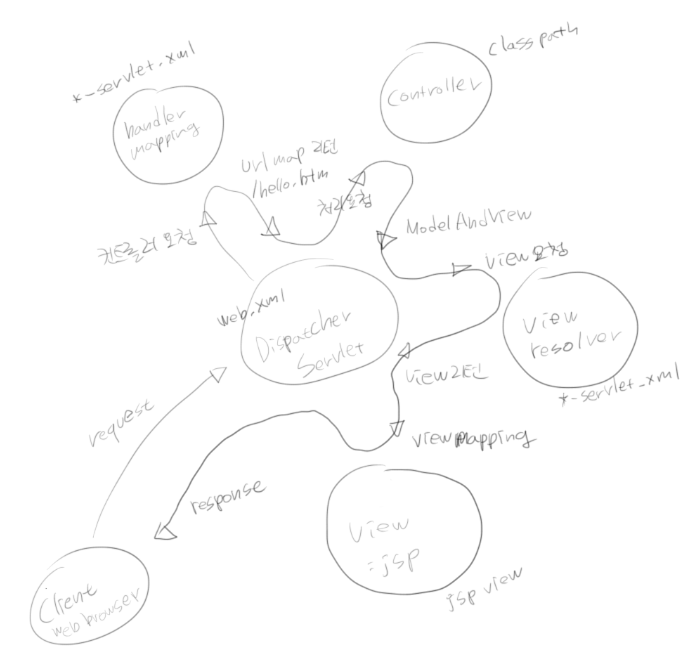 *-servlet.xml
handler
mapping
class path
controller
url map 리턴
/hello.htm
컨트롤러 요청
처리요청
ModelAndView
view 요청
web.xml
Dispatcher
Servlet
view
resolver
*-servlet_xml
view 리턴
view mapping
request
response
view
:jsp
jsp view
Client
web browser